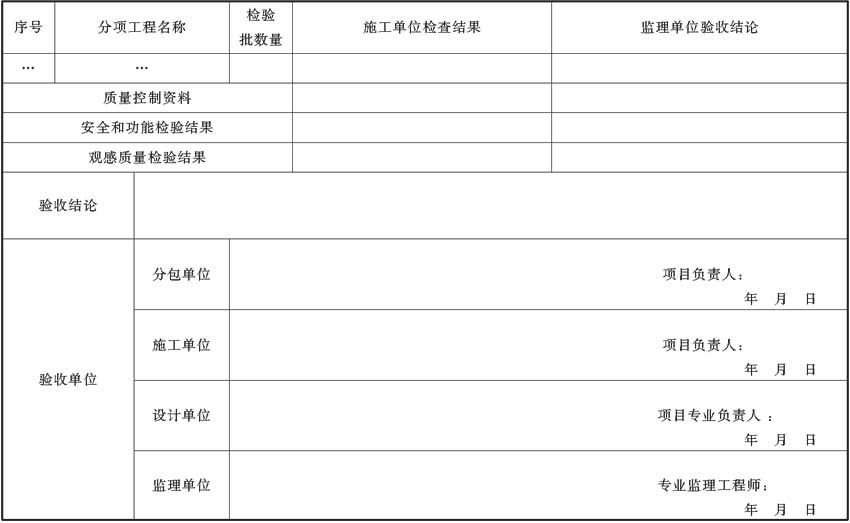 序号 分项工程名称 检验 施工单位检查结果 监理单位验收结论
批数量
… …
质量控制资料
安全和功能检验结果
观感质量检验结果
验收结论
验收单位
分包单位 项目负责人：
年 月 日
施工单位 项目负责人：
年 月 日
设计单位 项目专业负责人：
年 月 日
监理单位 专业监理工程师：
年 月 日